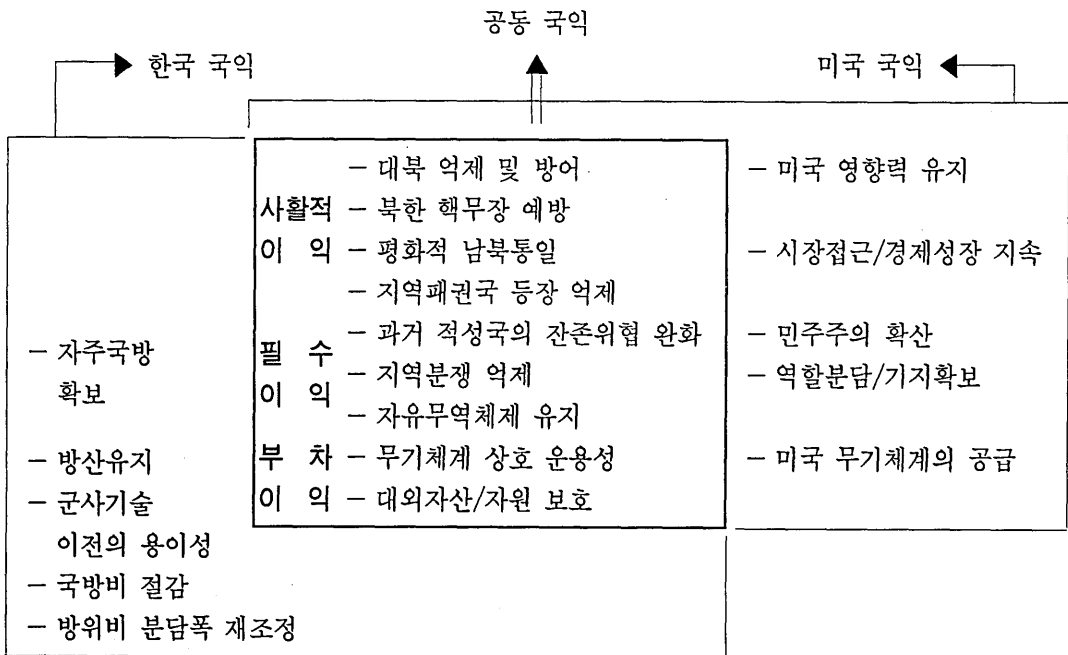 공동 국익
한국 국익
미국 국익
— 대북 억제 및 방어
— 미국 영향력 유지
사활적 — 북한 핵무장 예방
이 익 — 평화적 남북통일
— 시장접근/경제성장 지속
— 지역패권국 등장 억제
— 과거 적성국의 잔존위협 완화
— 민주주의 확산
— 자주국방
확보
필 수
이 익
— 지역분쟁 억제
— 역할분담/기지확보
— 자유무역체제 유지
— 방산유지
부 차 — 무기체계 상호 운용성
— 미국 무기체계의 공급
— 군사기술
이전의 용이성
이 익 — 대외자산/자원 보호
— 국방비 절감
— 방위비 분담폭 재조정